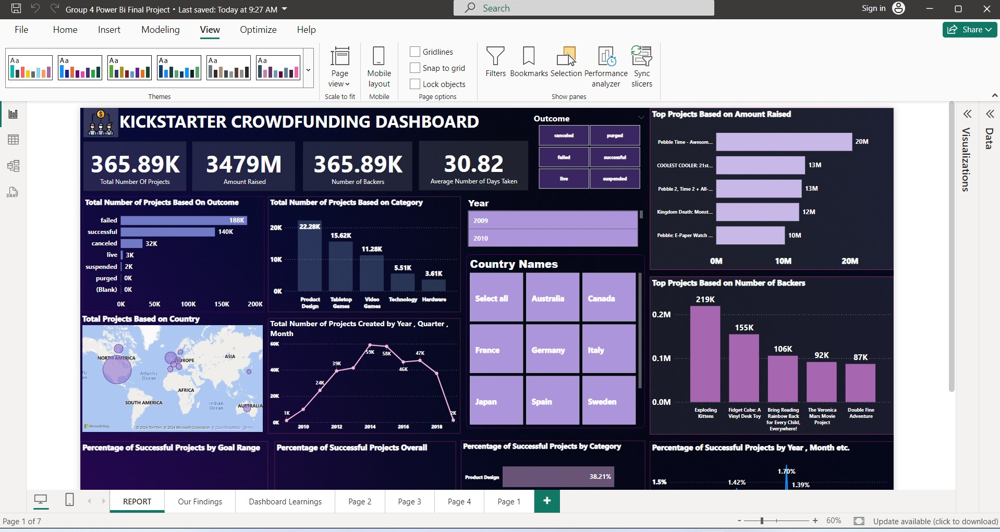 Group 4 Power Bi Final Project • Last saved: Today at 9:27 AM
Search
Sign in
File Home Insert Modeling View Optimize Help
Share
Aa Aa Aa Aa Aa Aa
Themes
Page view
Scale to fit
Mobile layout
Mobile
Gridlines
Snap to grid
Lock objects
Page options
Filters
Bookmarks
Selection
Performance analyzer
Sync slicers
Show panes
DAX
KICKSTARTER CROWDFUNDING DASHBOARD
365.89K
Total Number Of Projects
3479M
Amount Raised
365.89K
Number of Backers
30.82
Average Number of Days Taken
Outcome
canceled purged
failed successful
live suspended
Total Number of Projects Based On Outcome
failed 188K
successful 140K
canceled 32K
live 3K
suspended 2K
purged 0K
(Blank) 0K
0K 50K 100K 150K 200K
Total Number of Projects Based on Category
20K
10K
0K
22.28K
15.62K
11.28K
5.51K
3.61K
Product Design
Tabletop Games
Video Games
Technology
Hardware
Year
2009
2010
Country Names
Select all Australia Canada
France Germany Italy
Japan Spain Sweden
Total Projects Based on Country
NORTH AMERICA
EUROPE
ASIA
Atlantic Ocean
AFRICA
SOUTH AMERICA
Indian Ocean
AUSTRALIA
Microsoft Bing
© 2024 TomTom, © 2024 Microsoft Corporation, © OpenStreetMap Terms
Total Number of Projects Created by Year , Quarter ,
Month
60K
40K
20K
0K
1K
24K
39K
59K
58K
46K
47K
2K
2010 2012 2014 2016 2018
Top Projects Based on Amount Raised
Pebble Time - Awesom... 20M
COOLEST COOLER: 21st... 13M
Pebble 2, Time 2 + All-... 13M
Kingdom Death: Monst... 12M
Pebble: E-Paper Watch ... 10M
0M 10M 20M
Top Projects Based on Number of Backers
0.2M
0.1M
0.0M
219K
155K
106K
92K
87K
Exploding Kittens
Fidget Cube: A Vinyl Desk Toy
Bring Reading Rainbow Back for Every Child, Everywhere!
The Veronica Mars Movie Project
Double Fine Adventure
Percentage of Successful Projects by Goal Range
Percentage of Successful Projects Overall
Percentage of Successful Projects by Category
Product Design 38.21%
Percentage of Successful Projects by Year , Month etc.
1.5%
1.42%
1.70%
1.39%
Visualizations
Data
REPORT Our Findings Dashboard Learnings Page 2 Page 3 Page 4 Page 1 +
Page 1 of 7
- + 60%
Update available (click to download)